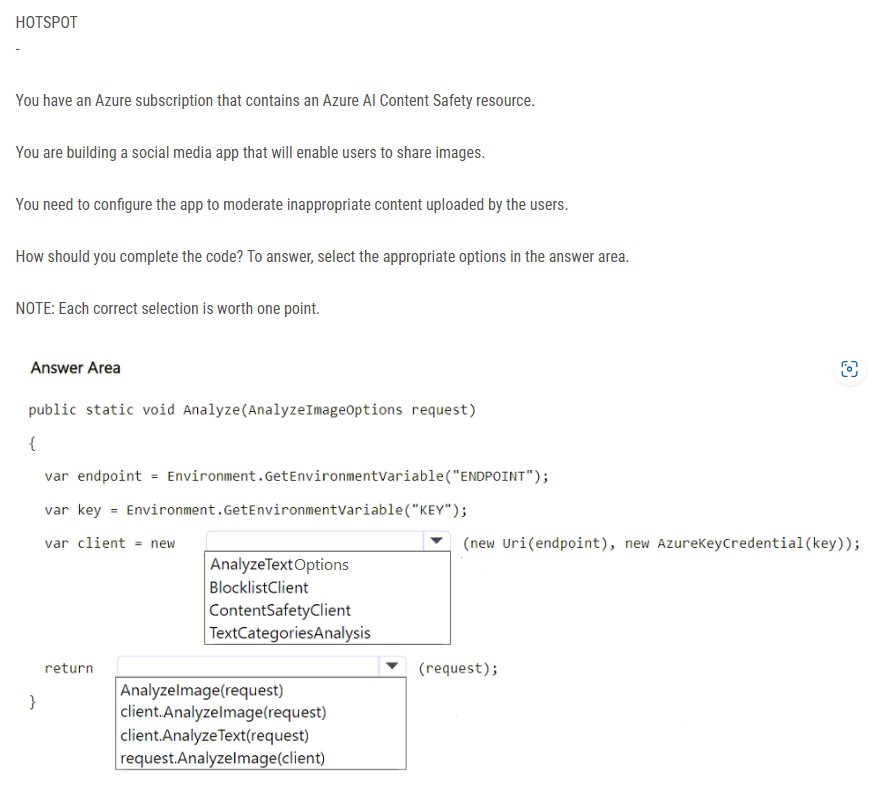 HOTSPOT
-
You have an Azure subscription that contains an Azure AI Content Safety resource.
You are building a social media app that will enable users to share images.
You need to configure the app to moderate inappropriate content uploaded by the users.
How should you complete the code? To answer, select the appropriate options in the answer area.
NOTE: Each correct selection is worth one point.
Answer Area
public static void Analyze(AnalyzeImageOptions request)
{
var endpoint = Environment.GetEnvironmentVariable("ENDPOINT");
var key = Environment.GetEnvironmentVariable("KEY");
var client = new (new Uri(endpoint), new AzureKeyCredential(key));
AnalyzeTextOptions
BlocklistClient
ContentSafetyClient
TextCategoriesAnalysis
return (request);
AnalyzeImage(request)
client.AnalyzeImage(request)
client.AnalyzeText(request)
request.AnalyzeImage(client)
}